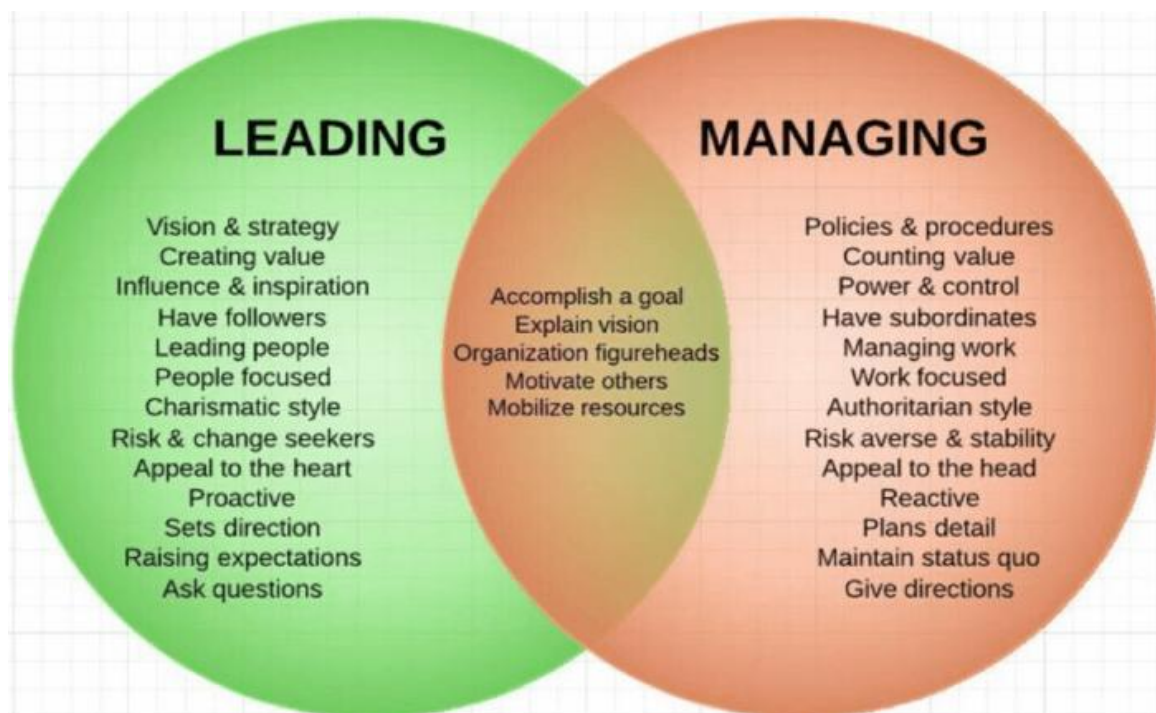 LEADING
Vision & strategy
Creating value
Influence & inspiration
Have followers
Leading people
People focused
Charismatic style
Risk & change seekers
Appeal to the heart
Proactive
Sets direction
Raising expectations
Ask questions
Accomplish a goal
Explain vision
Organization figureheads
Motivate others
Mobilize resources
MANAGING
Policies & procedures
Counting value
Power & control
Have subordinates
Managing work
Work focused
Authoritarian style
Risk averse & stability
Appeal to the head
Reactive
Plans detail
Maintain status quo
Give directions